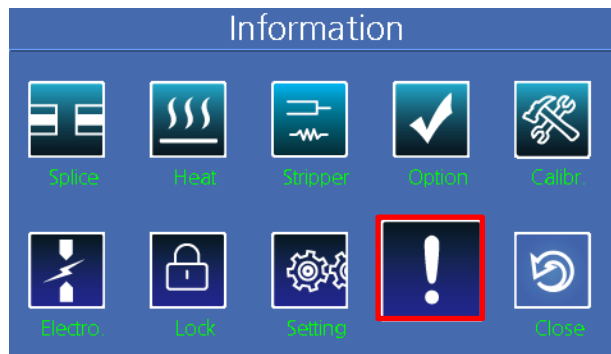 Information
Splice Heat Stripper Option Calibr.
Electro. Lock Setting Close